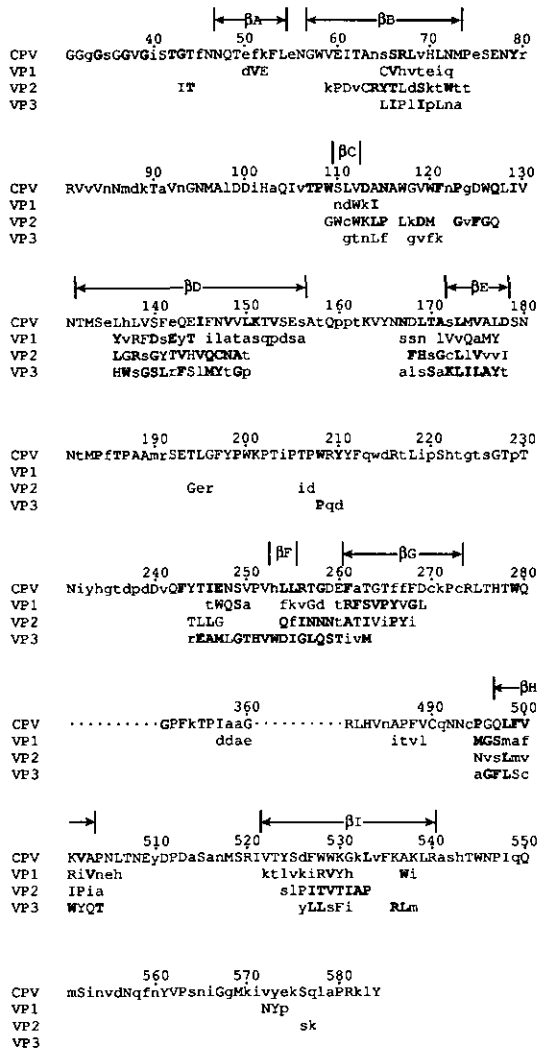 βA βB
40 50 60 70 80
CPV GGgGsGGVGiSTGTfNNQTefkFLeNGWVEITAnsSRLvHLNMPeSENYr
VP1 dVE CVhvteiq
VP2 IT kPDvCRYTLdSktWtt
VP3 LIPlIpLna
βC
90 100 110 120 130
CPV RVvVnNmdkTaVnGNMAlDDiHaQIvTPWSLVDANAWGVWFnPgDWQLIV
VP1 ndWkI
VP2 GWcWKLP LkDM GvFGQ
VP3 gtnLf gvfk
βD βE
140 150 160 170 180
CPV NTMSeLhLVSFeQEIFNVVLKTVSEsAtQpptKVYNNDLTAsLMVALDSN
VP1 YvRFDsEyT ilatasqpdsa ssn lVvQaMY
VP2 LGRsGYTVHVQCNAt FHsGcLlVvvI
VP3 HWsGSLrFSlMYtGp alsSaKLILAYt
190 200 210 220 230
CPV NtMPfTPAAmrSETLGFYPWKPTiPTPWRYYFqwdRtLipShtgtsGTpT
VP1
VP2 Ger id
VP3 Pqd
βF βG
240 250 260 270 280
CPV NiyhgtdpdDvQFYTIENSVPVhLLRTGDEFaTGTffFDckPcRLTHTWQ
VP1 tWQSa fkvGd tRFSVPYVGL
VP2 TLLG QfINNNtATIViPYi
VP3 rEAMLGTHVWDIGLQSTivM
βH
360 490 500
CPV ··········GPFkTPIaaG··········RLHVnAPFVCqNNcPGQLFV
VP1 ddae itvl MGSmaf
VP2 NvsLmv
VP3 aGFLSc
βI
510 520 530 540 550
CPV KVAPNLTNEyDPDaSanMSRIVTYSdFWWKGkLvFKAKLRashTWNPIqQ
VP1 RiVneh ktlvkiRVYh Wi
VP2 IPia slPITVTIAP
VP3 WYQT yLLsFi RLm
560 570 580
CPV mSinvdNqfnYVPsniGgMkivyekSqlaPRklY
VP1 NYp
VP2 sk
VP3